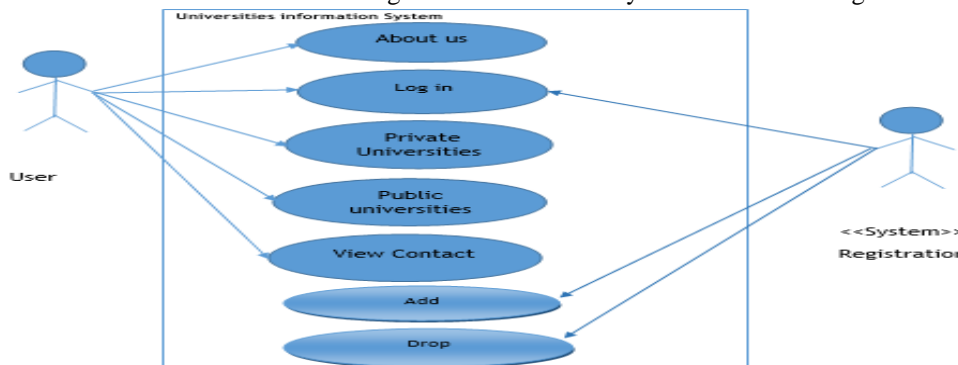 Universities information System
About us
Log in
Private
Universities
Public
universities
View Contact
Add
Drop
User
<<System>>
Registration